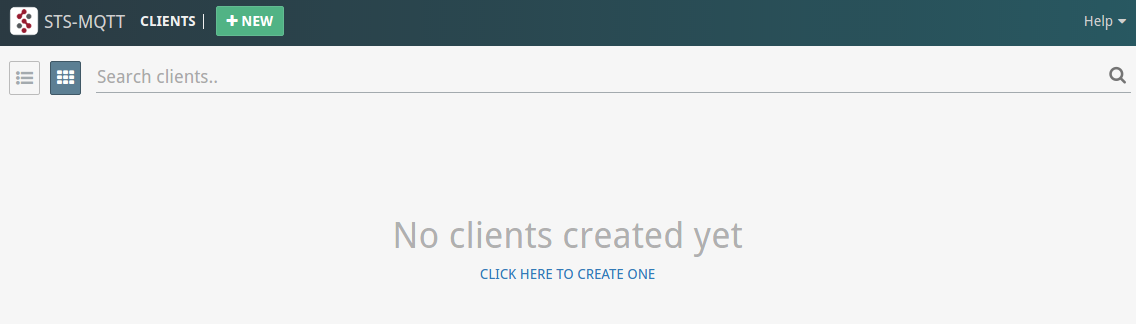 STS-MQTT CLIENTS + NEW Help
Search clients..
No clients created yet
CLICK HERE TO CREATE ONE